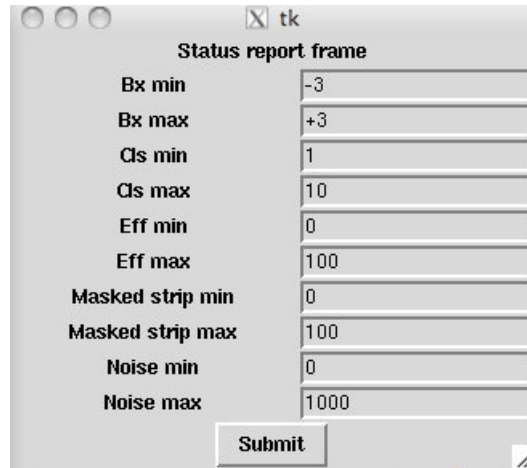 tk
Status report frame
Bx min -3
Bx max +3
Cls min 1
Cls max 10
Eff min 0
Eff max 100
Masked strip min 0
Masked strip max 100
Noise min 0
Noise max 1000
Submit